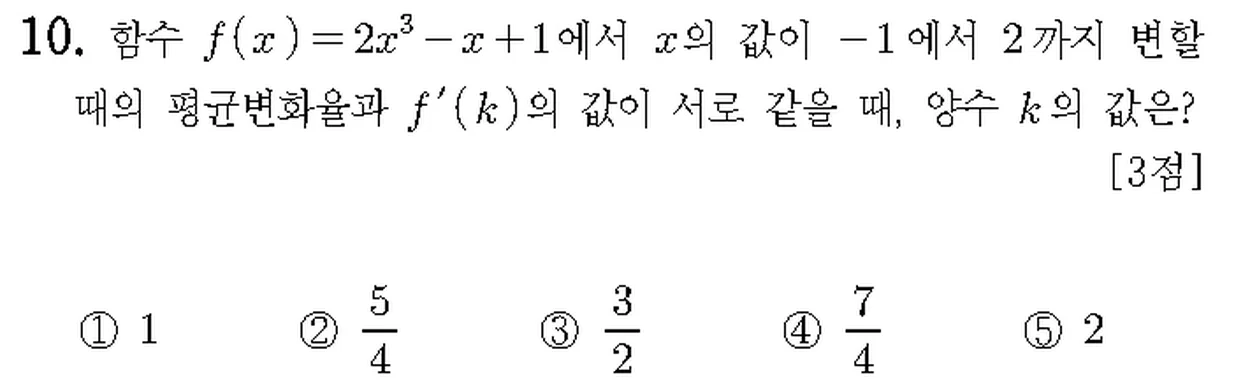 10. 함수 f(x)=2x³-x+1에서 x의 값이 -1에서 2까지 변할
때의 평균변화율과 f′(k)의 값이 서로 같을 때, 양수 k의 값은?
[3점]
① 1 ② 5/4 ③ 3/2 ④ 7/4 ⑤ 2